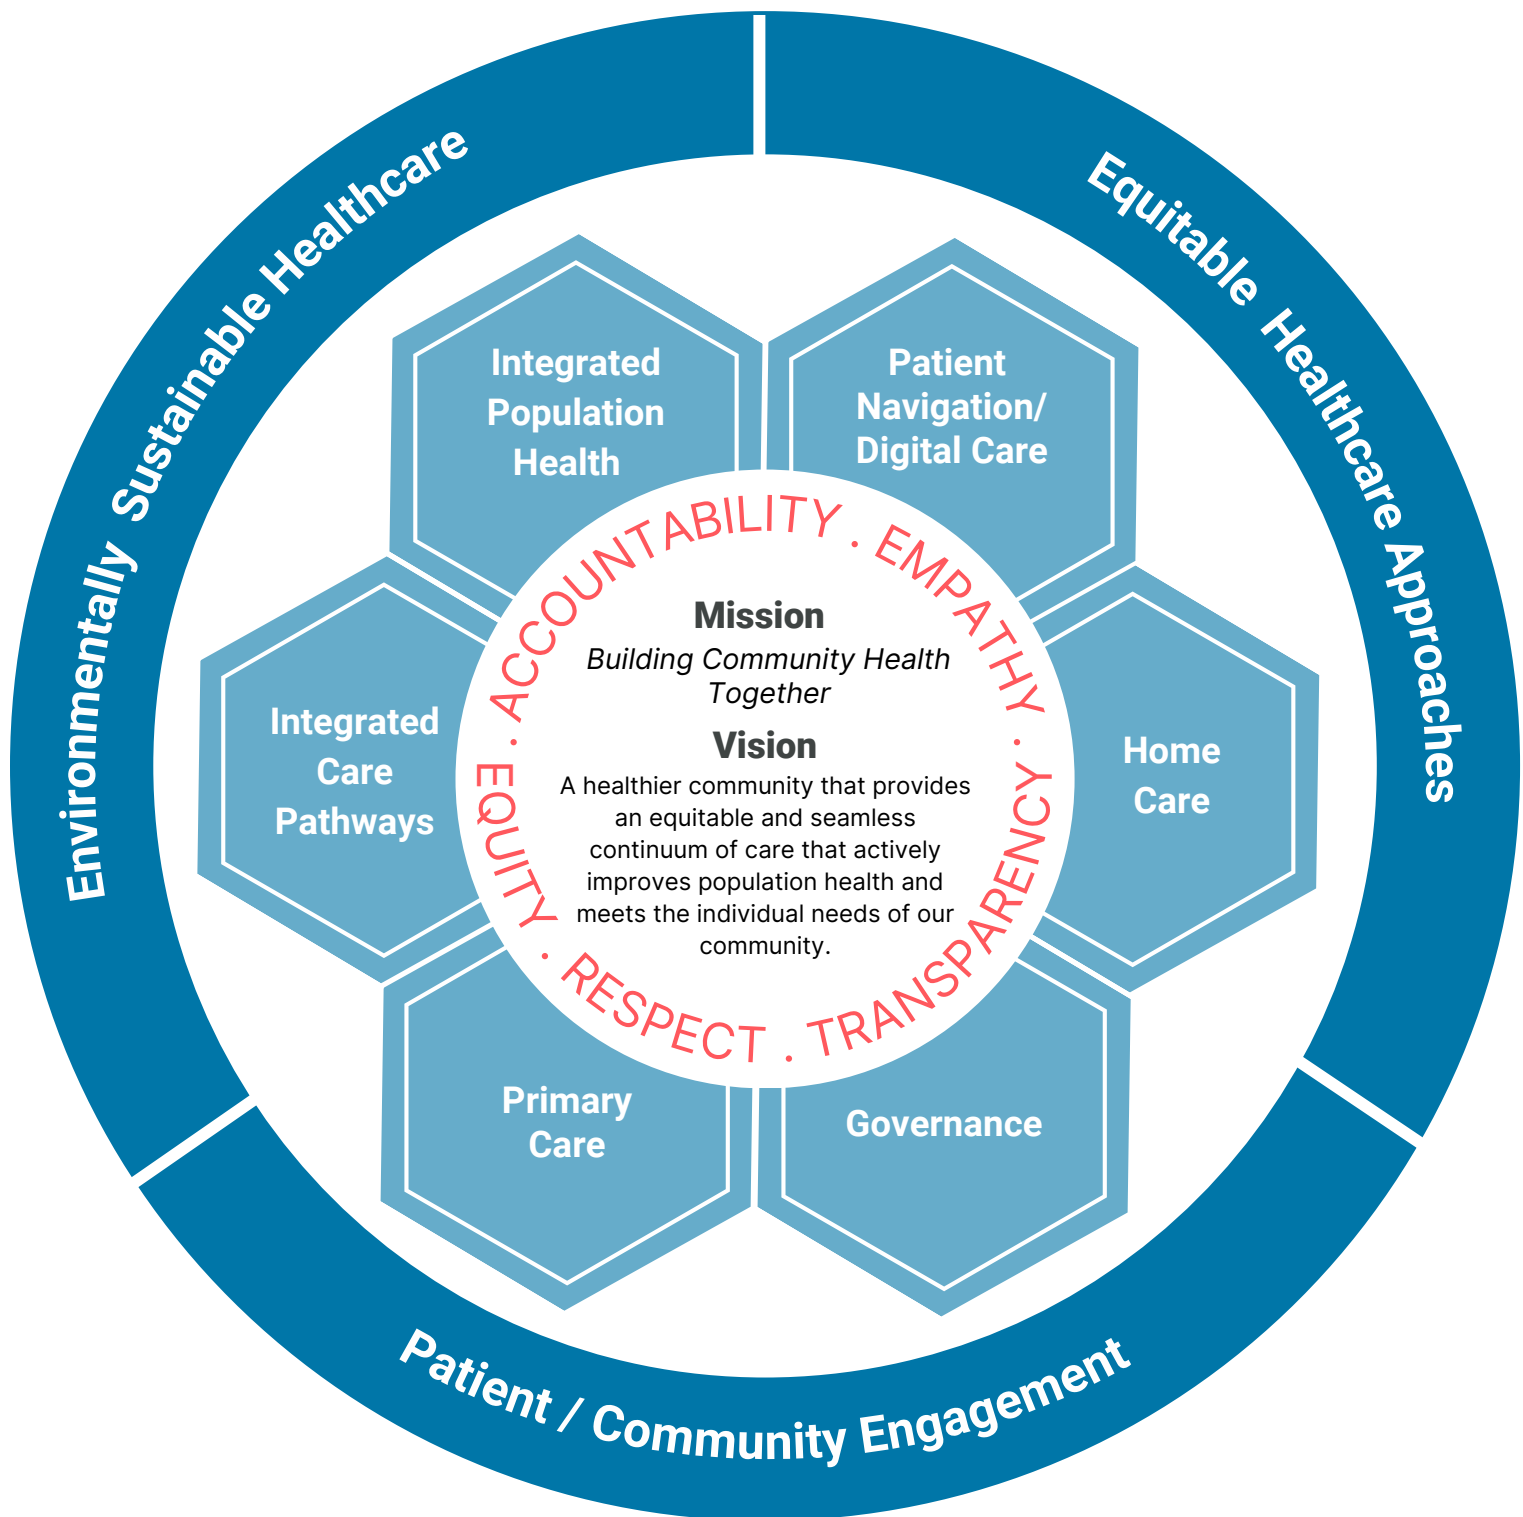 Environmentally Sustainable Healthcare
Equitable Healthcare Approaches
Patient / Community Engagement
Integrated
Population
Health
Patient
Navigation/
Digital Care
Home
Care
Governance
Primary
Care
Integrated
Care
Pathways
ACCOUNTABILITY . EMPATHY . TRANSPARENCY . RESPECT . EQUITY .
Mission
Building Community Health
Together
Vision
A healthier community that provides
an equitable and seamless
continuum of care that actively
improves population health and
meets the individual needs of our
community.